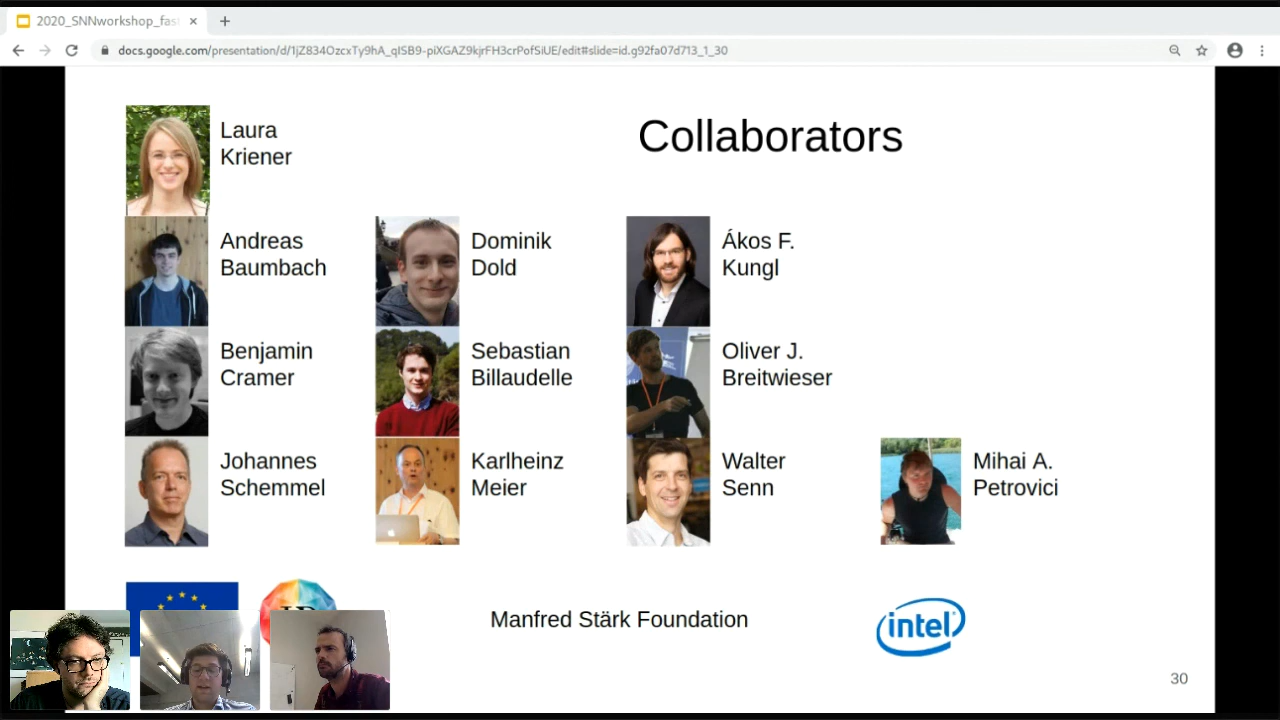 2020_SNNworkshop_fas
docs.google.com/presentation/d/1jZ834OzcxTy9hA_qISB9-piXGAZ9kjrFH3crPofSiUE/edit#slide=id.g92fa07d713_1_30
Collaborators
Laura
Kriener
Andreas
Baumbach
Dominik
Dold
Ákos F.
Kungl
Benjamin
Cramer
Sebastian
Billaudelle
Oliver J.
Breitwieser
Johannes
Schemmel
Karlheinz
Meier
Walter
Senn
Mihai A.
Petrovici
Manfred Stärk Foundation
intel
30